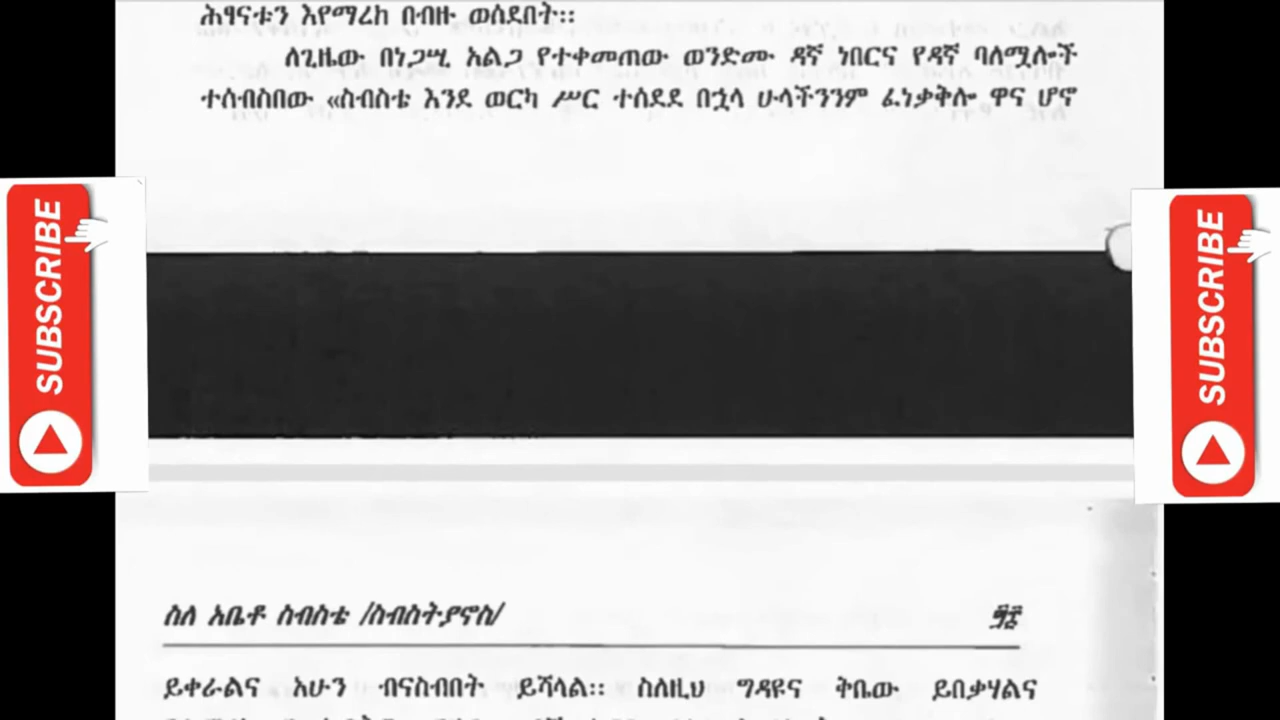 ሕፃናቱን እየማረከ በብዙ ወሰደበት።
ለጊዜው በነጋሢ አልጋ የተቀመጠው ወንድሙ ዳኛ ነበርና የዳኛ ባለሟሎች
ተሰብስበው «ስብስቴ እንደ ወርካ ሥር ተሰደደ በኋላ ሁላችንንም ፈነቃቅሎ ዋና ሆኖ
SUBSCRIBE
SUBSCRIBE
ስለ አቤቶ ስብስቴ /ስብስትያኖስ/
ይቀራልና አሁን ብናስብበት ይሻላል። ስለዚህ ግዳዩና ቅቤው ይበቃሃልና